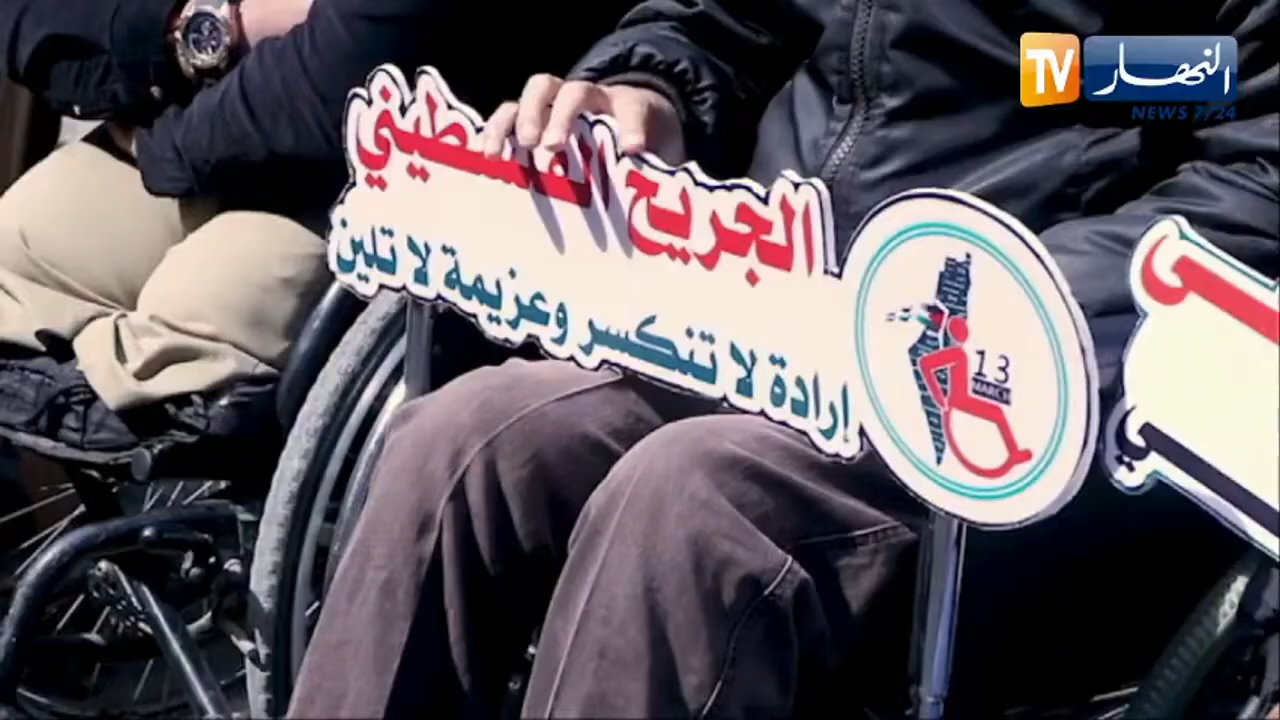 الجريح الفلسطيني
إرادة لا تنكسر وعزيمة لا تلين
13
MARCH
TV النهار
NEWS 7/24